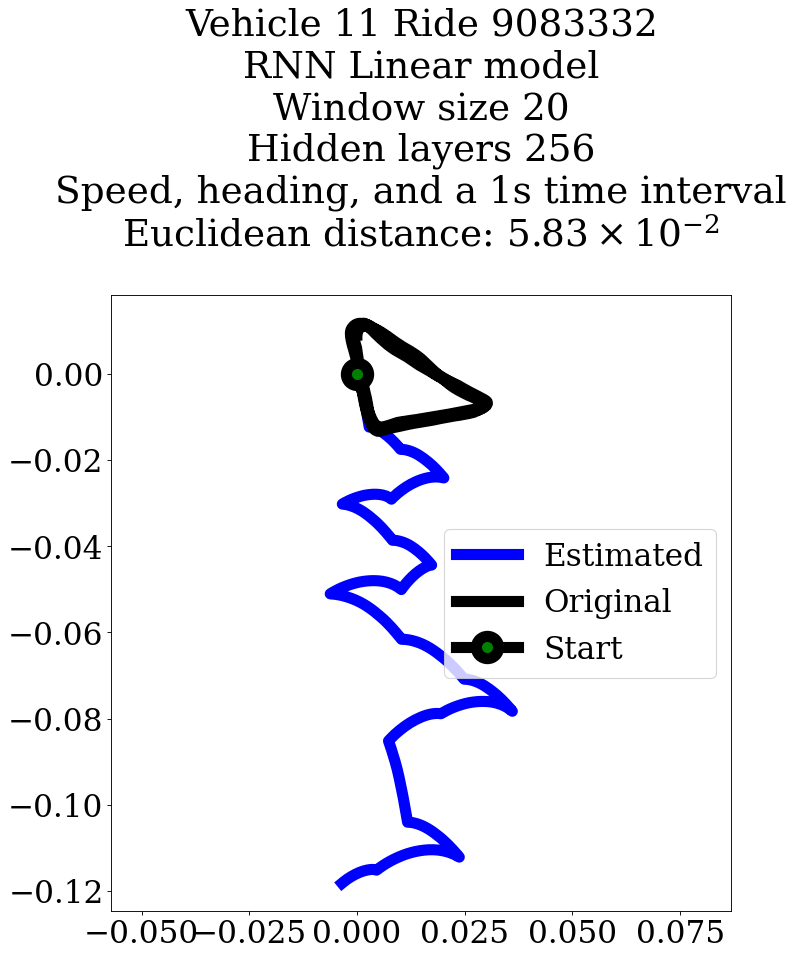 Vehicle 11 Ride 9083332
RNN Linear model
Window size 20
Hidden layers 256
Speed, heading, and a 1s time interval
Euclidean distance: 5.83 × 10⁻²
0.00
−0.02
−0.04
−0.06
−0.08
−0.10
−0.12
Estimated
Original
Start
−0.050 −0.025 0.000 0.025 0.050 0.075